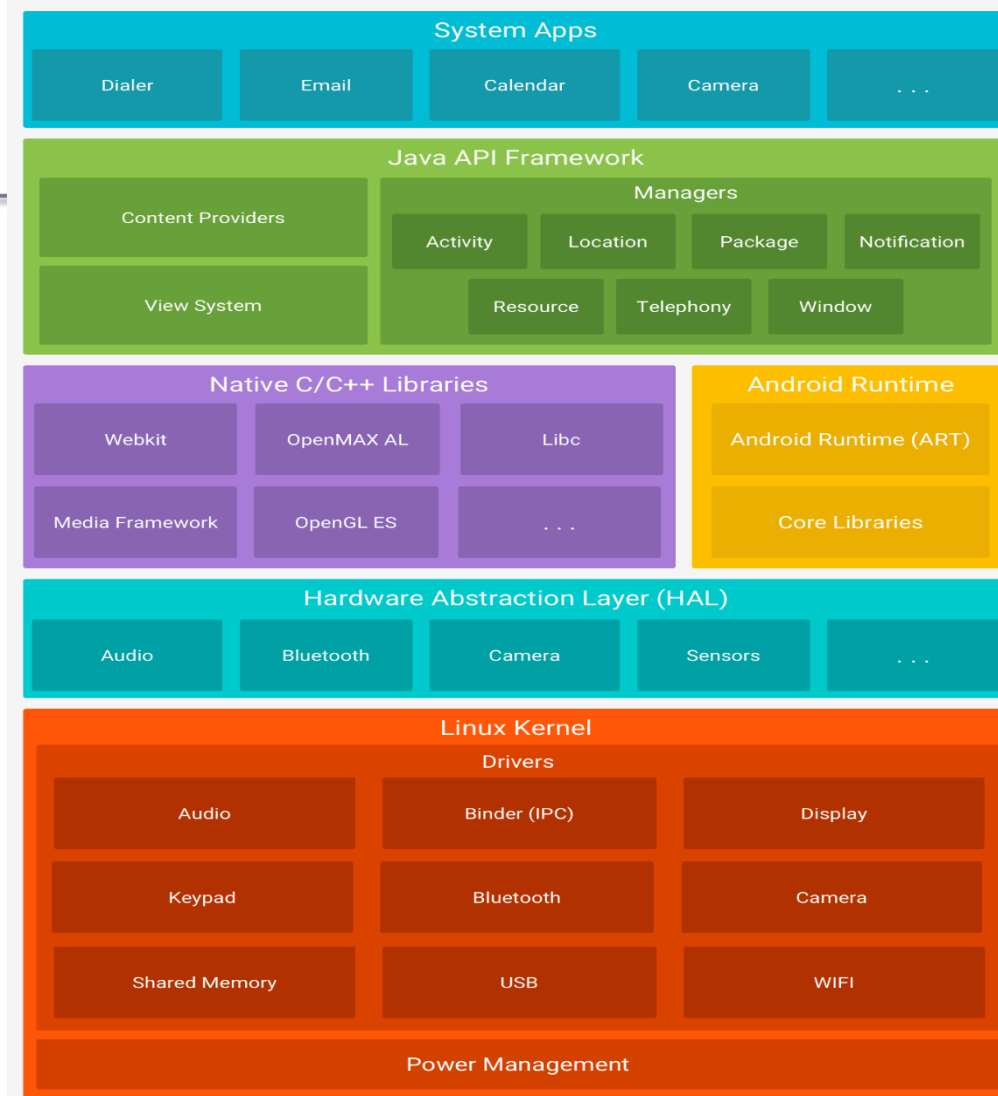 System Apps
Dialer Email Calendar Camera . . .
Java API Framework
Content Providers
View System
Managers
Activity Location Package Notification
Resource Telephony Window
Native C/C++ Libraries
Webkit OpenMAX AL Libc
Media Framework OpenGL ES . . .
Android Runtime
Android Runtime (ART)
Core Libraries
Hardware Abstraction Layer (HAL)
Audio Bluetooth Camera Sensors . . .
Linux Kernel
Drivers
Audio Binder (IPC) Display
Keypad Bluetooth Camera
Shared Memory USB WIFI
Power Management